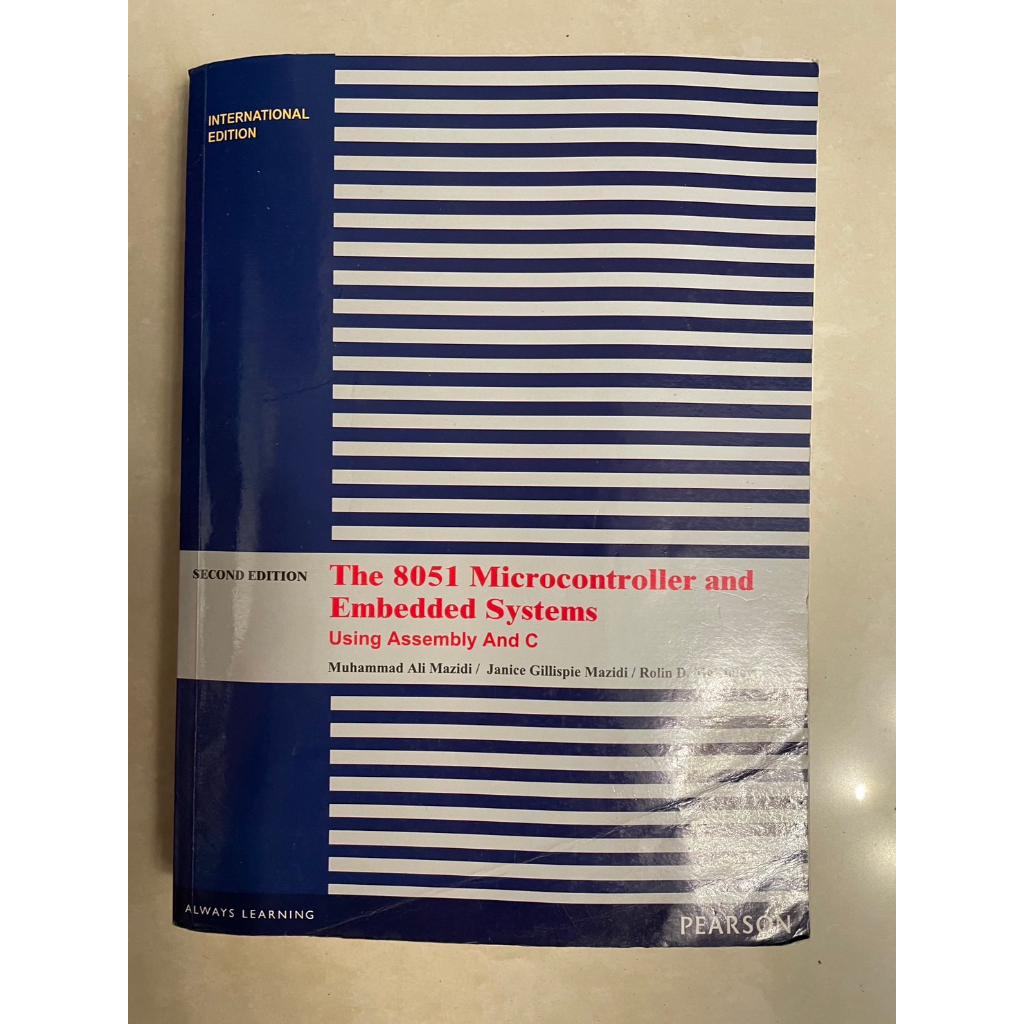 INTERNATIONAL
EDITION
SECOND EDITION
The 8051 Microcontroller and
Embedded Systems
Using Assembly And C
Muhammad Ali Mazidi / Janice Gillispie Mazidi / Rolin D.
ALWAYS LEARNING
PEARSON